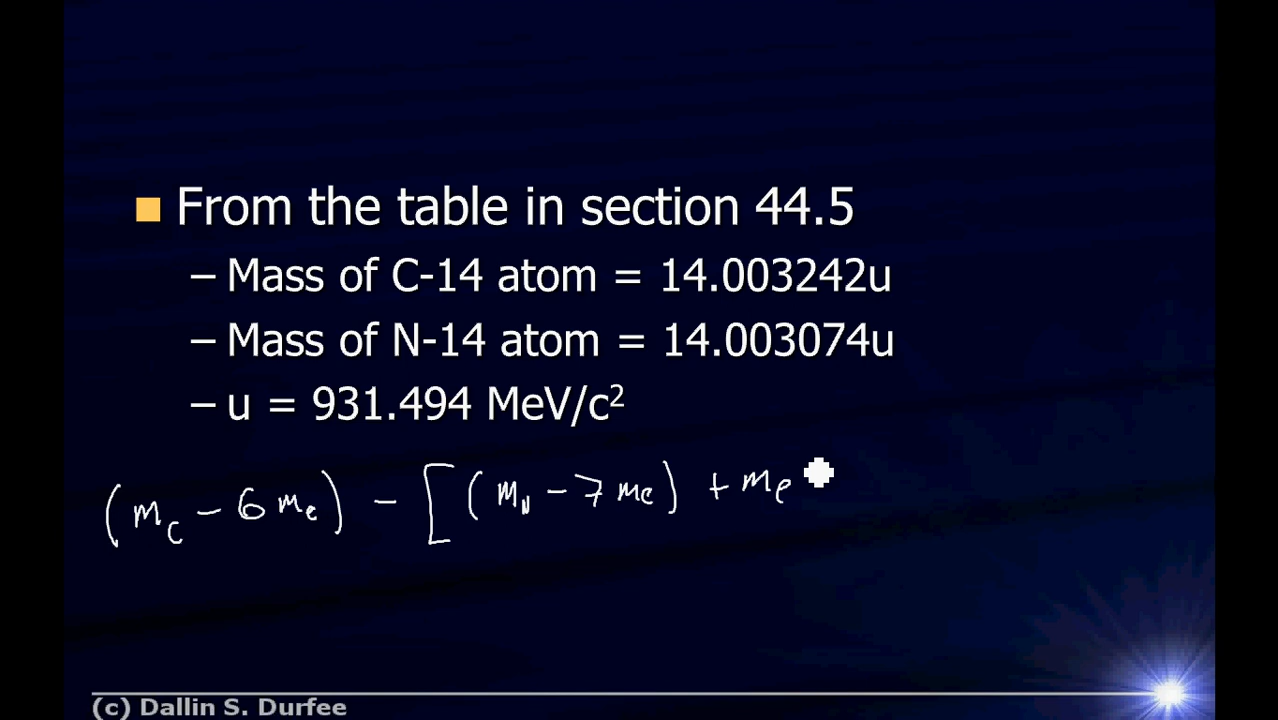 ■ From the table in section 44.5
– Mass of C-14 atom = 14.003242u
– Mass of N-14 atom = 14.003074u
– u = 931.494 MeV/c²
(m_C − 6 m_e) − [(m_N − 7 m_e) + m_e
(c) Dallin S. Durfee